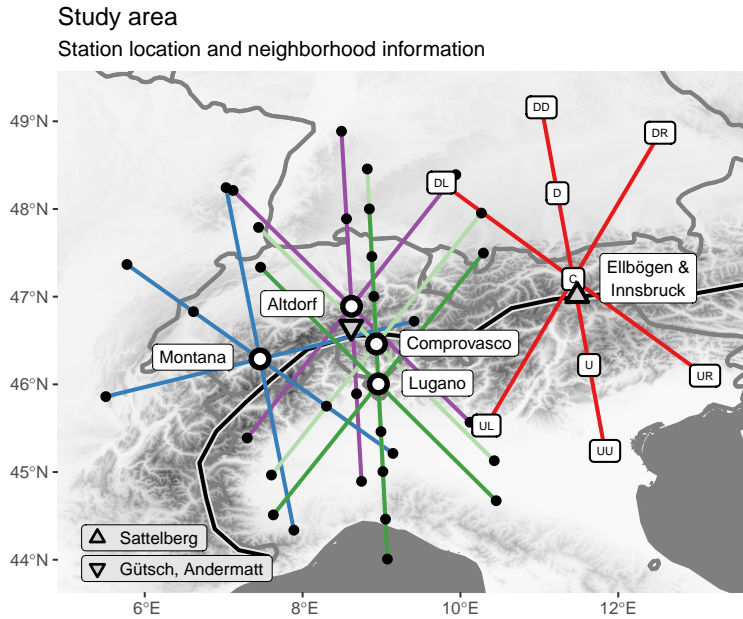 Study area
Station location and neighborhood information
49°N
48°N
47°N
46°N
45°N
44°N
DD
DR
DL
D
C
Ellbögen &
Innsbruck
Altdorf
Comprovasco
Montana
Lugano
U
UR
UL
UU
Sattelberg
Gütsch, Andermatt
6°E
8°E
10°E
12°E